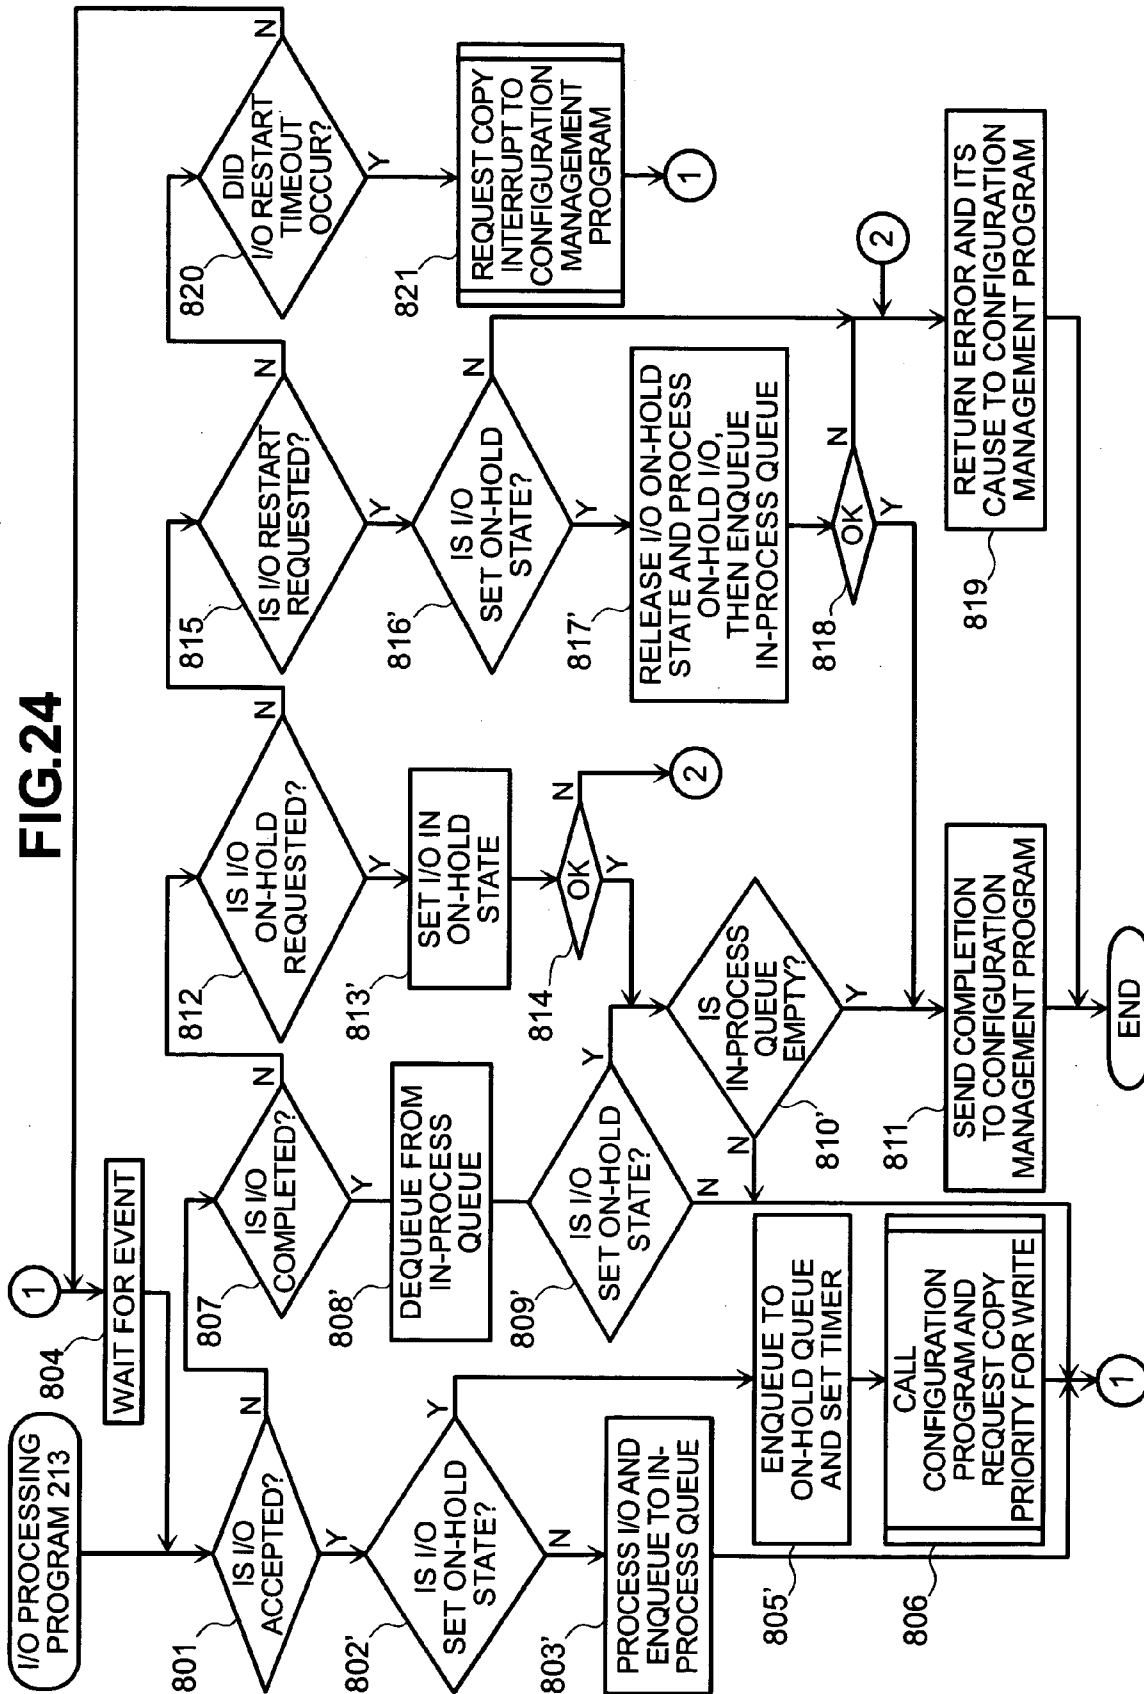 FIG.24
I/O PROCESSING
PROGRAM 213
1
804
WAIT FOR EVENT
801
IS I/O
ACCEPTED?
N
Y
802'
IS I/O
SET ON-HOLD
STATE?
Y
N
803'
PROCESS I/O AND
ENQUEUE TO IN-
PROCESS QUEUE
805'
ENQUEUE TO
ON-HOLD QUEUE
AND SET TIMER
806
CALL
CONFIGURATION
PROGRAM AND
REQUEST COPY
PRIORITY FOR WRITE
1
807
IS I/O
COMPLETED?
N
Y
808'
DEQUEUE FROM
IN-PROCESS
QUEUE
809'
IS I/O
SET ON-HOLD
STATE?
Y
N
810'
IS
IN-PROCESS
QUEUE
EMPTY?
N
Y
811
SEND COMPLETION
TO CONFIGURATION
MANAGEMENT PROGRAM
END
812
IS I/O
ON-HOLD
REQUESTED?
N
Y
813'
SET I/O IN
ON-HOLD
STATE
814
OK
N
Y
2
815
IS I/O RESTART
REQUESTED?
N
Y
816'
IS I/O
SET ON-HOLD
STATE?
N
Y
817'
RELEASE I/O ON-HOLD
STATE AND PROCESS
ON-HOLD I/O,
THEN ENQUEUE
IN-PROCESS QUEUE
818
OK
N
Y
2
819
RETURN ERROR AND ITS
CAUSE TO CONFIGURATION
MANAGEMENT PROGRAM
820
DID
I/O RESTART
TIMEOUT
OCCUR?
N
Y
821
REQUEST COPY
INTERRUPT TO
CONFIGURATION
MANAGEMENT
PROGRAM
1